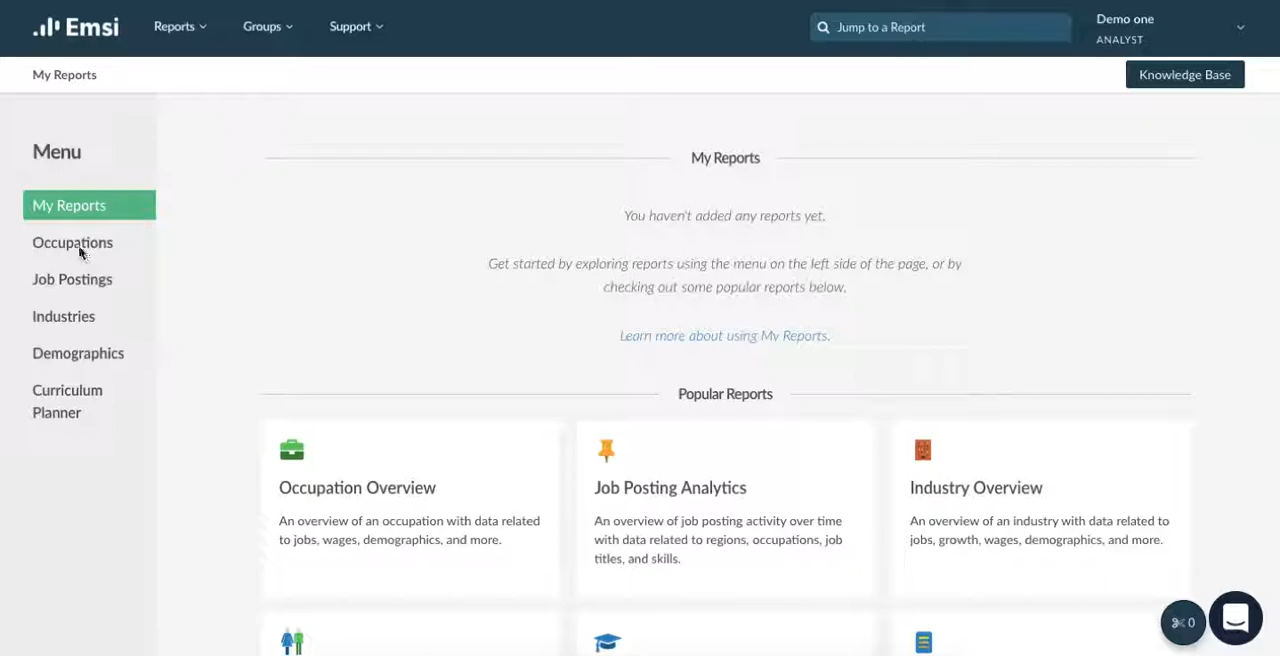 Emsi
Reports
Groups
Support
Jump to a Report
Demo one
ANALYST
My Reports
Knowledge Base
Menu
My Reports
Occupations
Job Postings
Industries
Demographics
Curriculum
Planner
My Reports
You haven't added any reports yet.
Get started by exploring reports using the menu on the left side of the page, or by
checking out some popular reports below.
Learn more about using My Reports.
Popular Reports
Occupation Overview
An overview of an occupation with data related
to jobs, wages, demographics, and more.
Job Posting Analytics
An overview of job posting activity over time
with data related to regions, occupations, job
titles, and skills.
Industry Overview
An overview of an industry with data related to
jobs, growth, wages, demographics, and more.
0